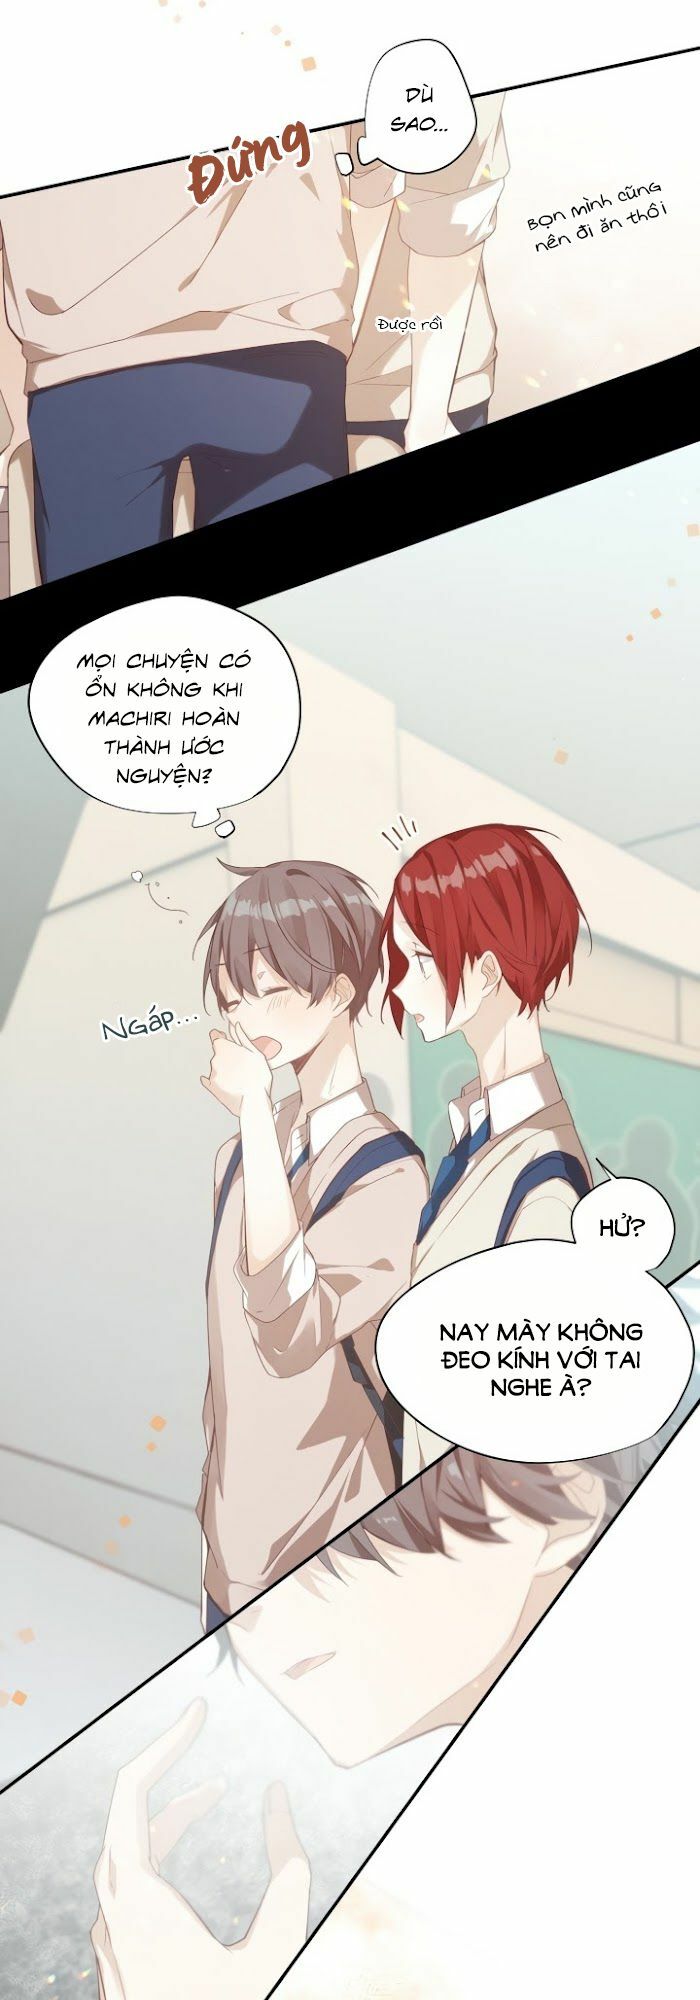 DÙ
SAO...
Đứng
Bọn mình cũng
nên đi ăn thôi
Được rồi
MỌI CHUYỆN CÓ
ỔN KHÔNG KHI
MACHIRI HOÀN
THÀNH ƯỚC
NGUYỆN?
NGÁP...
HỬ?
NAY MÀY KHÔNG
ĐEO KÍNH VỚI TAI
NGHE À?